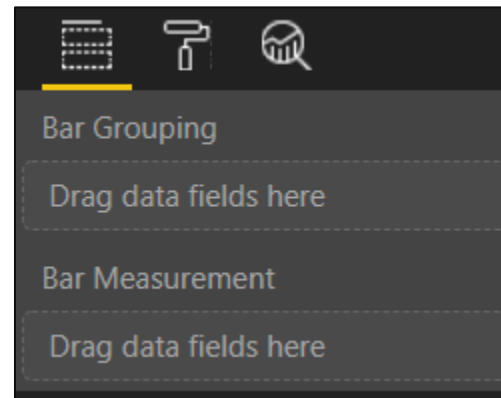 Bar Grouping
Drag data fields here
Bar Measurement
Drag data fields here